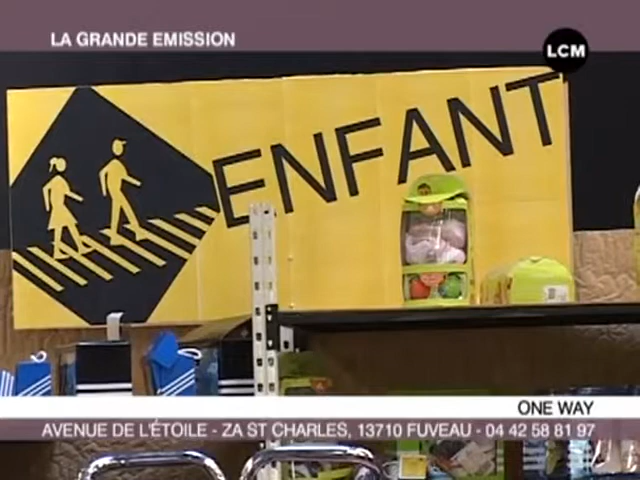 LA GRANDE EMISSION
LCM
ENFANT
ONE WAY
AVENUE DE L'ÉTOILE - ZA ST CHARLES, 13710 FUVEAU - 04 42 58 81 97